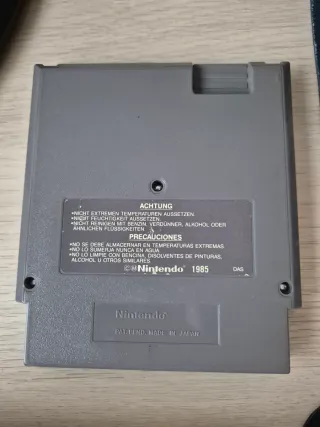 ACHTUNG
•NICHT EXTREMEN TEMPERATUREN AUSSETZEN.
•NICHT FEUCHTIGKEIT AUSSETZEN.
•NICHT REINIGEN MIT BENZIN, VERDÜNNER, ALKOHOL ODER
ÄHNLICHEN FLÜSSIGKEITEN.
PRECAUCIONES
•NO SE DEBE ALMACENAR EN TEMPERATURAS EXTREMAS
•NO LO SUMERJA NUNCA EN AGUA.
•NO LO LIMPIE CON BENCINA, DISOLVENTES DE PINTURAS,
ALCOHOL U OTROS SIMILARES.
© Nintendo 1985
DAS
Nintendo
PAT. PEND. MADE IN JAPAN